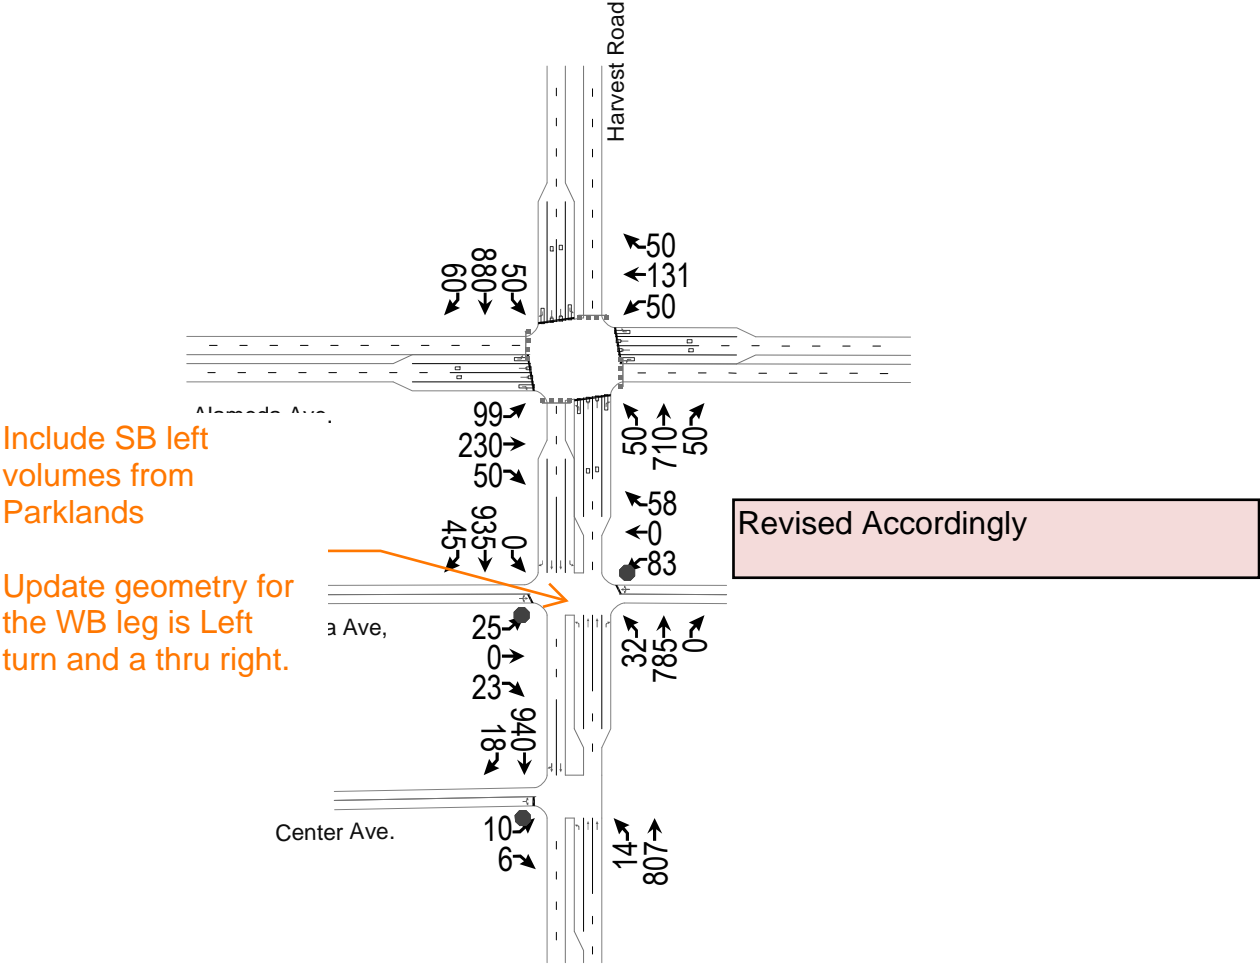 Harvest Road
50
131
50
60
880
50
Alameda Ave.
99
230
50
50
710
50
Include SB left
volumes from
Parklands
Update geometry for
the WB leg is Left
turn and a thru right.
45
935
0
58
0
83
Revised Accordingly
a Ave,
25
0
23
32
785
0
18
940
Center Ave.
10
6
14
807